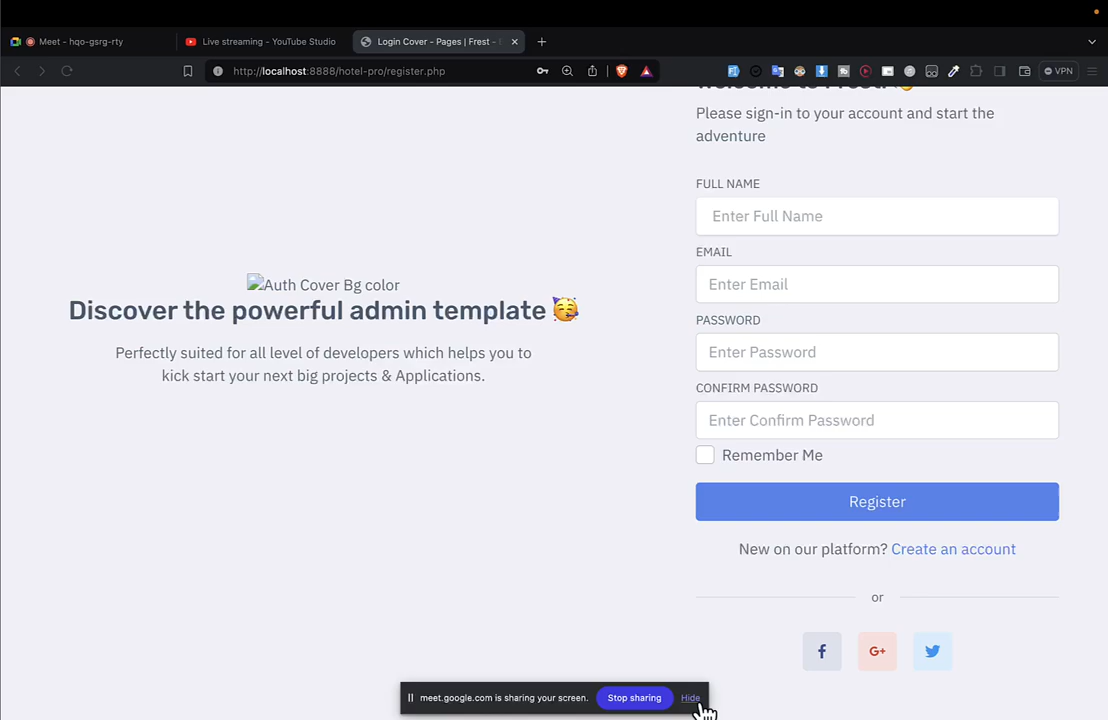 Meet - hqo-gsrg-rty
Live streaming - YouTube Studio
Login Cover - Pages | Frest -
http://localhost:8888/hotel-pro/register.php
VPN
Welcome to Frest!
Please sign-in to your account and start the
adventure
FULL NAME
Enter Full Name
EMAIL
Enter Email
PASSWORD
Enter Password
CONFIRM PASSWORD
Enter Confirm Password
Remember Me
Register
New on our platform? Create an account
or
f
G+
Auth Cover Bg color
Discover the powerful admin template
Perfectly suited for all level of developers which helps you to
kick start your next big projects & Applications.
meet.google.com is sharing your screen.
Stop sharing
Hide